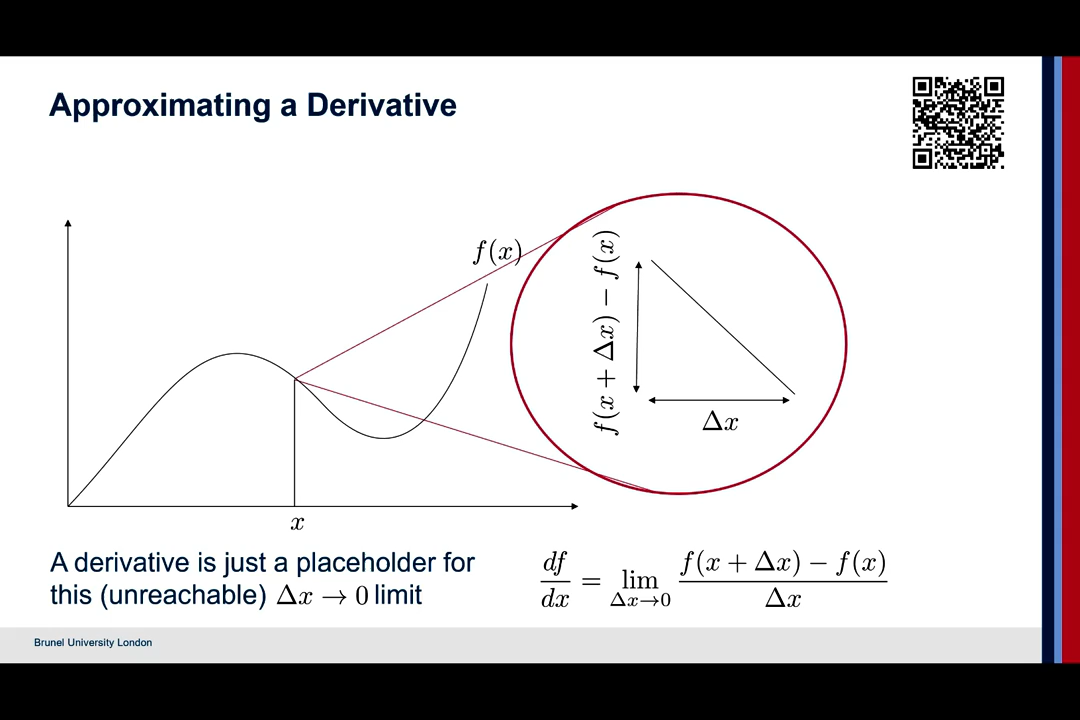 Approximating a Derivative
f(x)
f(x + Δx) − f(x)
Δx
x
A derivative is just a placeholder for
this (unreachable) Δx → 0 limit
df/dx = lim Δx→0 f(x + Δx) − f(x) / Δx
Brunel University London